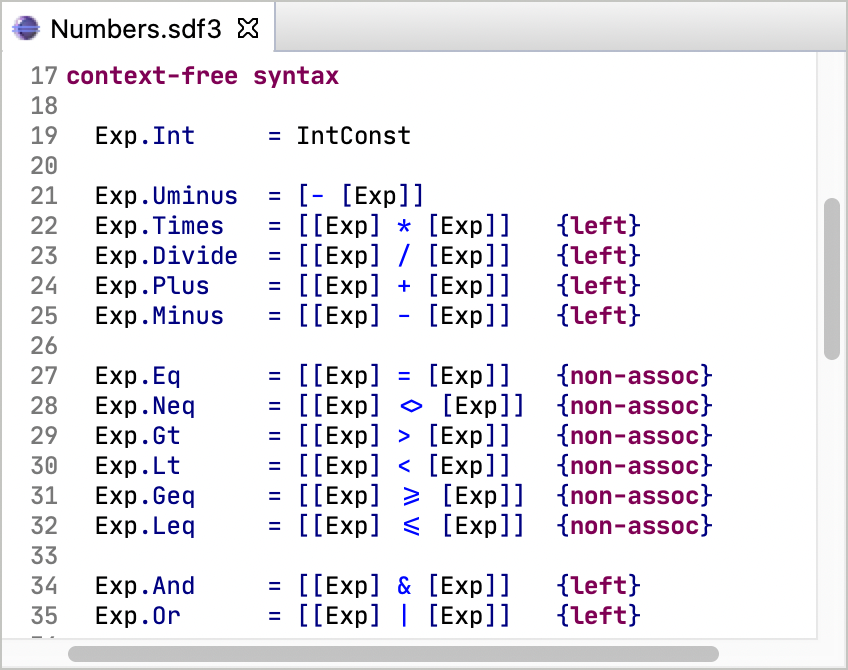 Numbers.sdf3
17 context-free syntax
18
19 Exp.Int = IntConst
20
21 Exp.Uminus = [- [Exp]]
22 Exp.Times = [[Exp] * [Exp]] {left}
23 Exp.Divide = [[Exp] / [Exp]] {left}
24 Exp.Plus = [[Exp] + [Exp]] {left}
25 Exp.Minus = [[Exp] - [Exp]] {left}
26
27 Exp.Eq = [[Exp] = [Exp]] {non-assoc}
28 Exp.Neq = [[Exp] <> [Exp]] {non-assoc}
29 Exp.Gt = [[Exp] > [Exp]] {non-assoc}
30 Exp.Lt = [[Exp] < [Exp]] {non-assoc}
31 Exp.Geq = [[Exp] >= [Exp]] {non-assoc}
32 Exp.Leq = [[Exp] <= [Exp]] {non-assoc}
33
34 Exp.And = [[Exp] & [Exp]] {left}
35 Exp.Or = [[Exp] | [Exp]] {left}